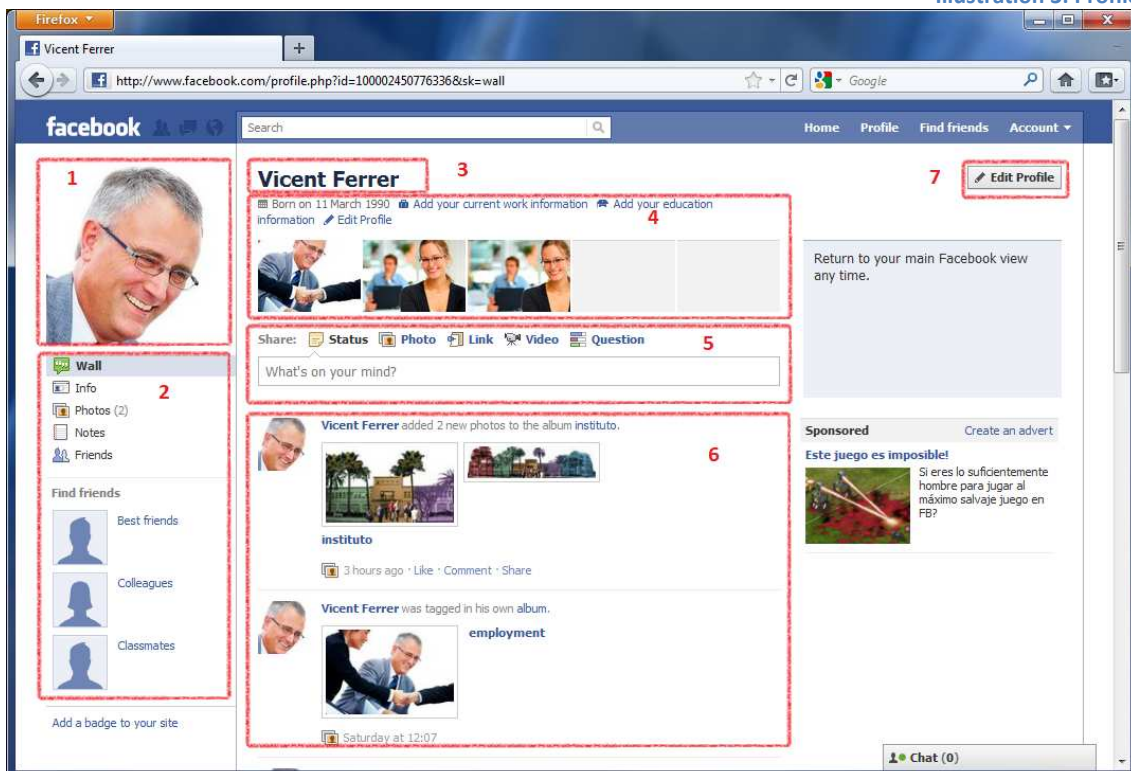 Illustration 3: Profile
Firefox
Vicent Ferrer
http://www.facebook.com/profile.php?id=100002450776336&sk=wall
Google
facebook
Search
Home Profile Find friends Account
1
3
Vicent Ferrer
7
Edit Profile
Born on 11 March 1990 Add your current work information Add your education
information Edit Profile
4
Return to your main Facebook view
any time.
Share: Status Photo Link Video Question
5
What's on your mind?
2
Wall
Info
Photos (2)
Notes
Friends
Find friends
Best friends
Colleagues
Classmates
Add a badge to your site
6
Vicent Ferrer added 2 new photos to the album instituto.
instituto
3 hours ago · Like · Comment · Share
Vicent Ferrer was tagged in his own album.
employment
Saturday at 12:07
Sponsored Create an advert
Este juego es imposible!
Si eres lo suficientemente
hombre para jugar al
máximo salvaje juego en
FB?
Chat (0)